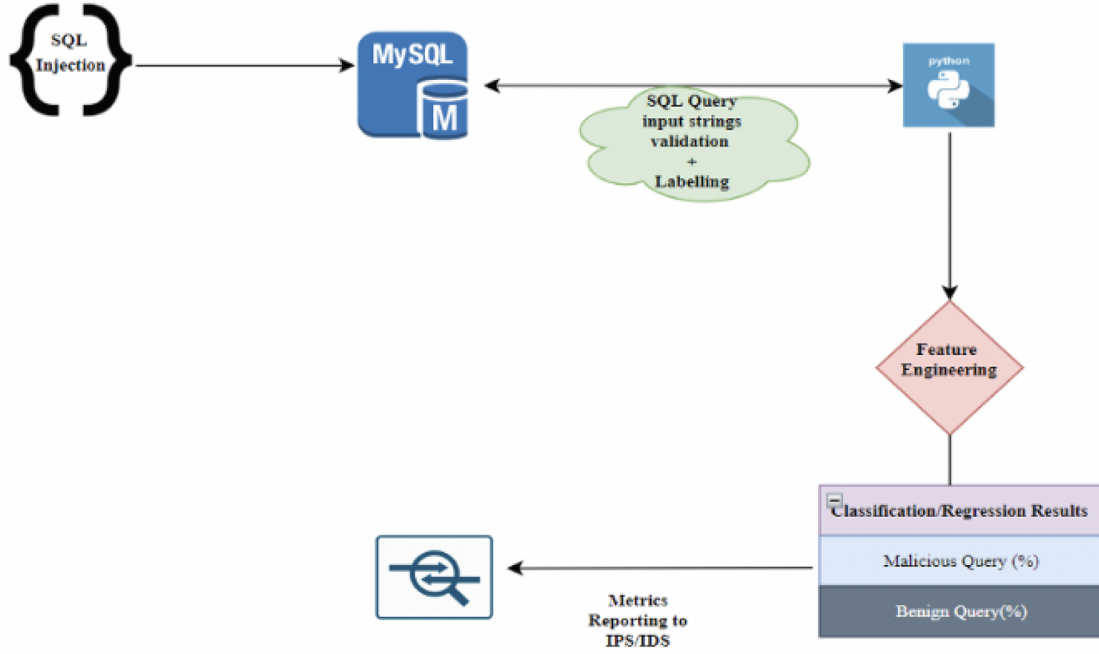 SQL
Injection
MySQL
M
python
SQL Query
input strings
validation
+
Labelling
Feature
Engineering
Classification/Regression Results
Malicious Query (%)
Benign Query(%)
Metrics
Reporting to
IPS/IDS